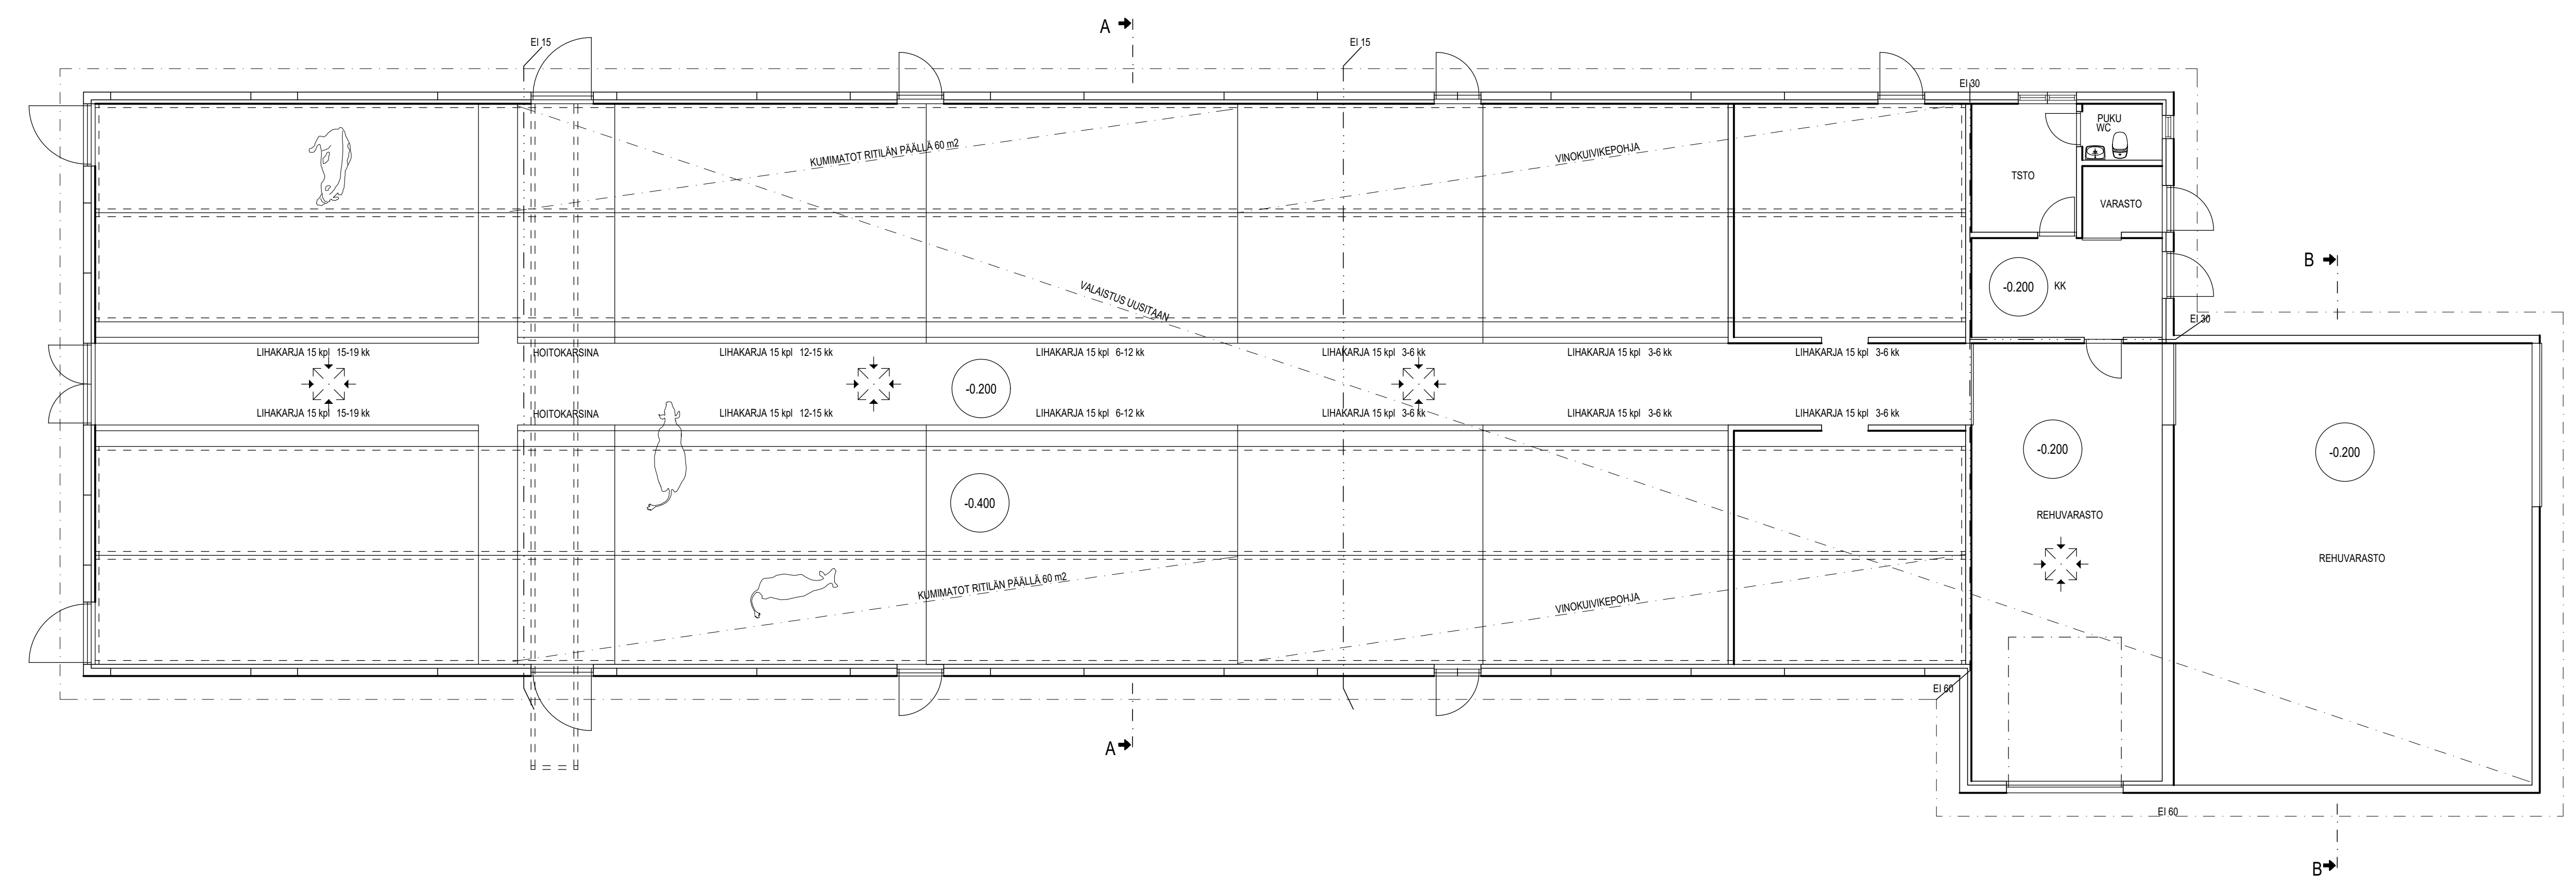 A
EI 15
EI 15
EI 30
KUMIMATOT RITILÄN PÄÄLLÄ 60 m2
VINOKUIVIKEPOHJA
PUKU
WC
TSTO
VARASTO
B
VALAISTUS UUSITAAN
-0.200
KK
EI 30
LIHAKARJA 15 kpl 15-19 kk
HOITOKARSINA
LIHAKARJA 15 kpl 12-15 kk
LIHAKARJA 15 kpl 6-12 kk
LIHAKARJA 15 kpl 3-6 kk
LIHAKARJA 15 kpl 3-6 kk
LIHAKARJA 15 kpl 3-6 kk
-0.200
LIHAKARJA 15 kpl 15-19 kk
HOITOKARSINA
LIHAKARJA 15 kpl 12-15 kk
LIHAKARJA 15 kpl 6-12 kk
LIHAKARJA 15 kpl 3-6 kk
LIHAKARJA 15 kpl 3-6 kk
LIHAKARJA 15 kpl 3-6 kk
-0.200
-0.200
-0.400
REHUVARASTO
REHUVARASTO
KUMIMATOT RITILÄN PÄÄLLÄ 60 m2
VINOKUIVIKEPOHJA
EI 60
A
EI 60
B